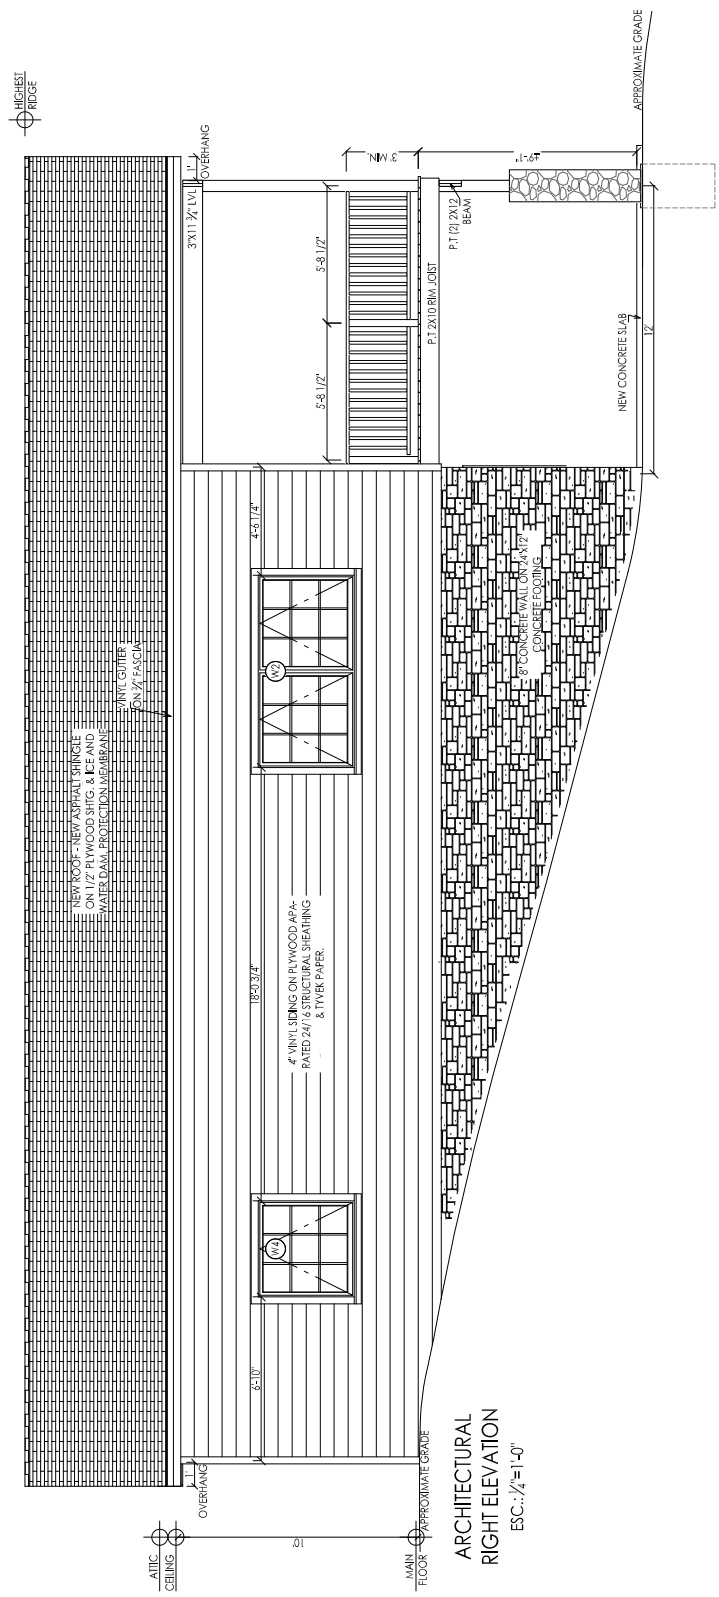 HIGHEST
RIDGE
NEW ROOF - NEW ASPHALT SHINGLE
ON 1/2" PLYWOOD SHTG. & ICE AND
WATER DAM. PROTECTION MEMBRANE
VINYL GUTTER
ON ¾" FASCIA
ATTIC
CEILING
1'
OVERHANG
1'
OVERHANG
3"X11 ¾" LVL
10'
6'-10"
W4
18'-0 3/4"
W2
4'-6 1/4"
5'-8 1/2"
5'-8 1/2"
3' MIN.
4" VINYL SIDING ON PLYWOOD APA-
RATED 24/16 STRUCTURAL SHEATHING
& TYVEK PAPER.
MAIN
FLOOR
APPROXIMATE GRADE
P.T 2X10 RIM JOIST
P.T (2) 2X12
BEAM
±9'-1"
8" CONCRETE WALL ON 24"X12"
CONCRETE FOOTING
NEW CONCRETE SLAB
12'
APPROXIMATE GRADE
ARCHITECTURAL
RIGHT ELEVATION
ESC.: ¼"=1'-0"